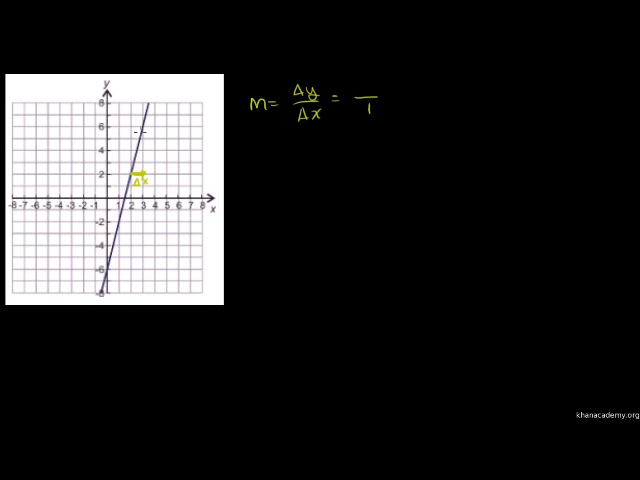 y
8
6
4
2
Δx
-8 -7 -6 -5 -4 -3 -2 -1 1 2 3 4 5 6 7 8
x
-2
-4
-6
-8
m = Δy/Δx = /1
khanacademy.org